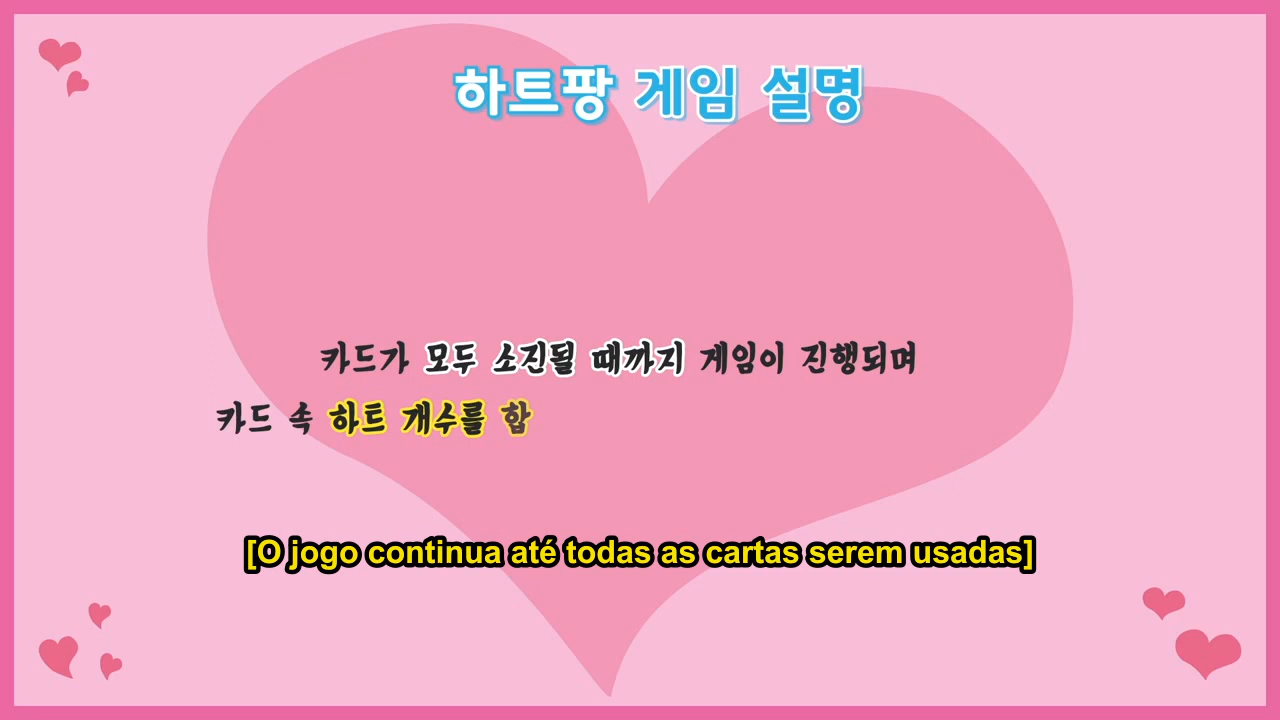 하트팡 게임 설명
카드가 모두 소진될 때까지 게임이 진행되며
카드 속 하트 개수를 합
[O jogo continua até todas as cartas serem usadas]